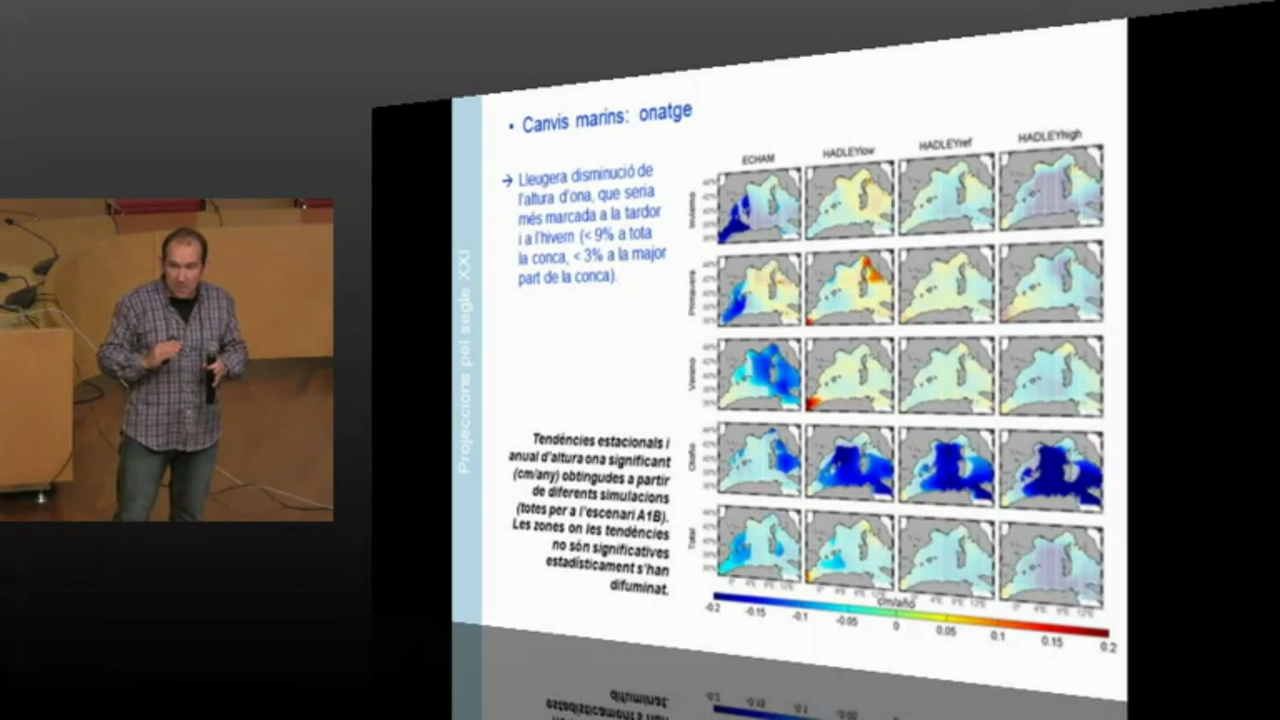 • Canvis marins: onatge
→ Lleugera disminució de
l'altura d'ona, que seria
més marcada a la tardor
i a l'hivern (< 9% a tota
la conca, < 3% a la major
part de la conca).
Projeccions pel segle XXI
Tendències estacionals i
anual d'altura ona significant
(cm/any) obtingudes a partir
de diferents simulacions
(totes per a l'escenari A1B).
Les zones on les tendències
no són significatives
estadísticament s'han
difuminat.
ECHAM HADLEYlow HADLEYref HADLEYhigh
Invierno
Primavera
Verano
Otoño
Total
cm/año
-0.2 -0.15 -0.1 -0.05 0 0.05 0.1 0.15 0.2